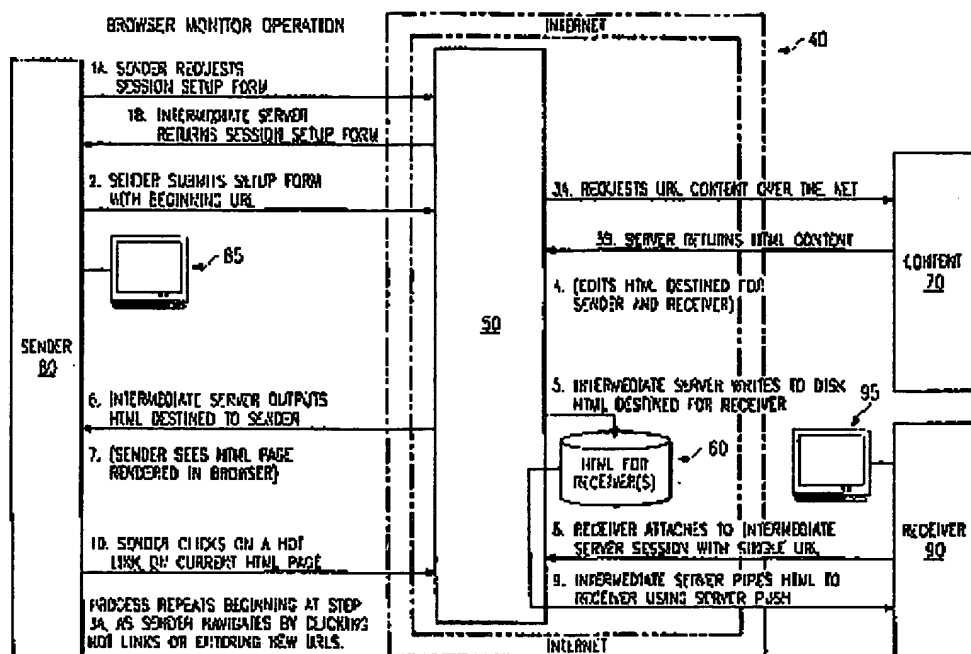 BROWSER MONITOR OPERATION
INTERNET
40
1A. SENDER REQUESTS
SESSION SETUP FORM
1B. INTERMEDIATE SERVER
RETURNS SESSION SETUP FORM
2. SENDER SUBMITS SETUP FORM
WITH BEGINNING URL
3A. REQUESTS URL CONTENT OVER THE NET
3B. SERVER RETURNS HTML CONTENT
CONTENT
70
85
4. (EDITS HTML DESTINED FOR
SENDER AND RECEIVER)
50
SENDER
80
5. INTERMEDIATE SERVER WRITES TO DISK
HTML DESTINED FOR RECEIVER
95
6. INTERMEDIATE SERVER OUTPUTS
HTML DESTINED TO SENDER
7. (SENDER SEES HTML PAGE
RENDERED IN BROWSER)
60
HTML FOR
RECEIVER(S)
8. RECEIVER ATTACHES TO INTERMEDIATE
SERVER SESSION WITH SINGLE URL
RECEIVER
90
9. INTERMEDIATE SERVER PIPES HTML TO
RECEIVER USING SERVER PUSH
10. SENDER CLICKS ON A HOT
LINK ON CURRENT HTML PAGE
PROCESS REPEATS BEGINNING AT STEP
3A, AS SENDER NAVIGATES BY CLICKING
HOT LINKS OR ENTERING NEW URLS.
INTERNET